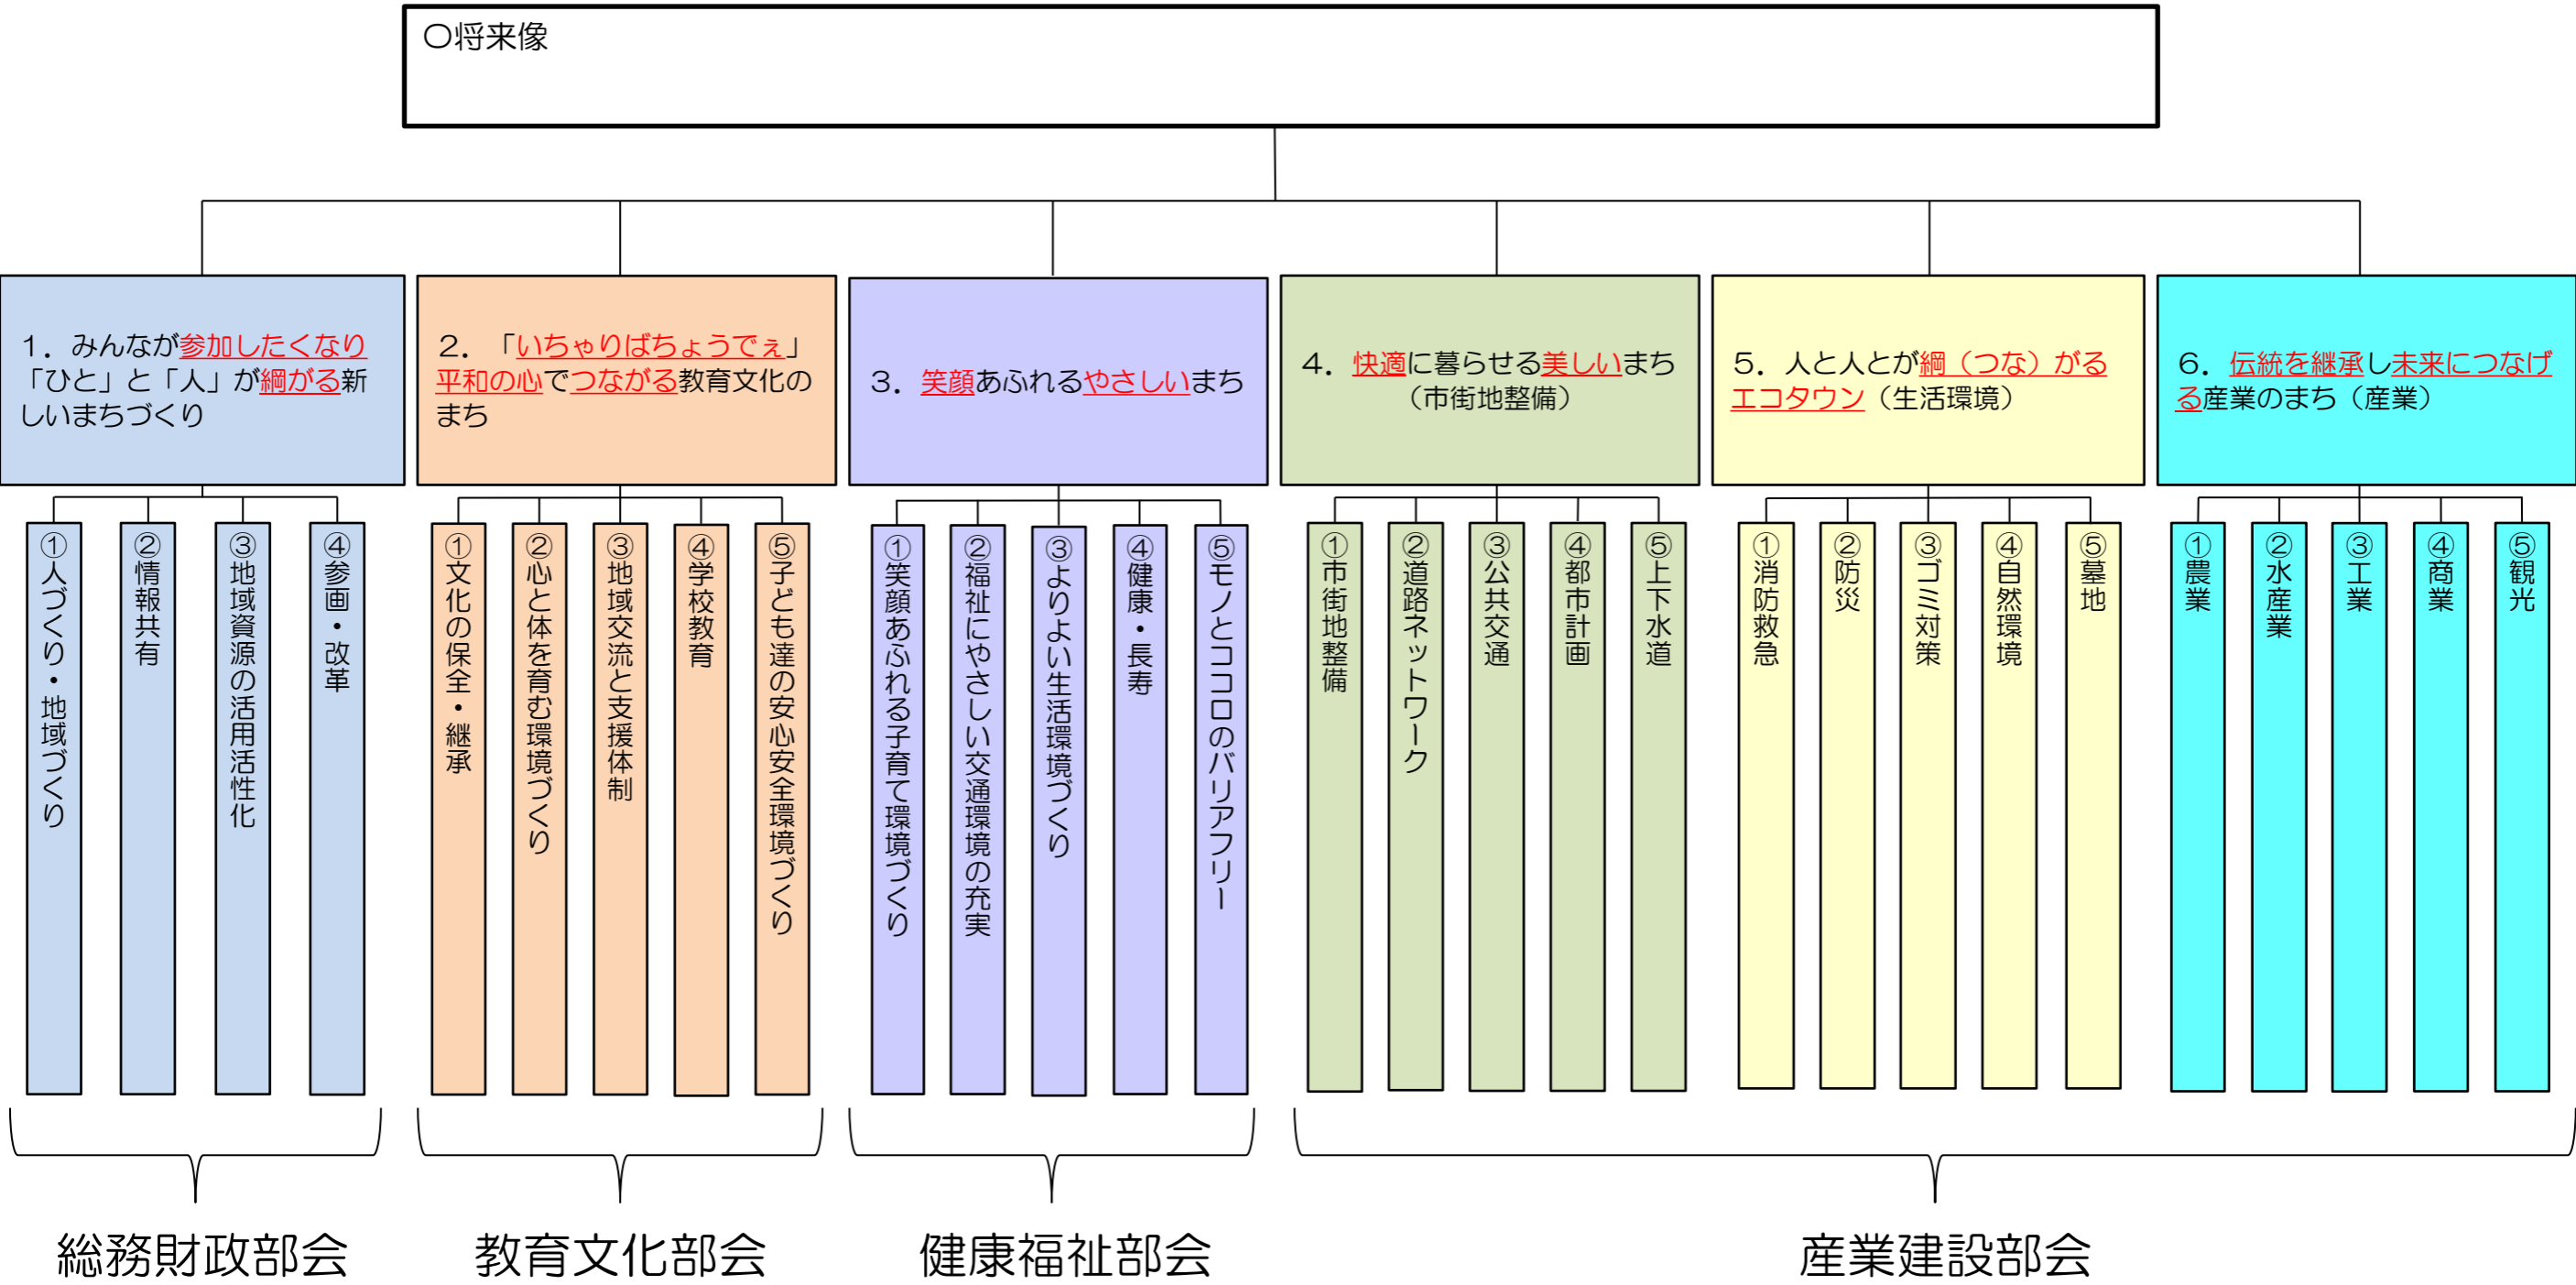 〇将来像
１．みんなが参加したくなり
「ひと」と「人」が綱がる新
しいまちづくり
２．「いちゃりばちょうでぇ」
平和の心でつながる教育文化の
まち
３．笑顔あふれるやさしいまち
４．快適に暮らせる美しいまち
（市街地整備）
５．人と人とが綱（つな）がる
エコタウン（生活環境）
６．伝統を継承し未来につなげ
る産業のまち（産業）
①人づくり・地域づくり
②情報共有
③地域資源の活用活性化
④参画・改革
①文化の保全・継承
②心と体を育む環境づくり
③地域交流と支援体制
④学校教育
⑤子ども達の安心安全環境づくり
①笑顔あふれる子育て環境づくり
②福祉にやさしい交通環境の充実
③よりよい生活環境づくり
④健康・長寿
⑤モノとココロのバリアフリー
①市街地整備
②道路ネットワーク
③公共交通
④都市計画
⑤上下水道
①消防救急
②防災
③ゴミ対策
④自然環境
⑤墓地
①農業
②水産業
③工業
④商業
⑤観光
総務財政部会
教育文化部会
健康福祉部会
産業建設部会